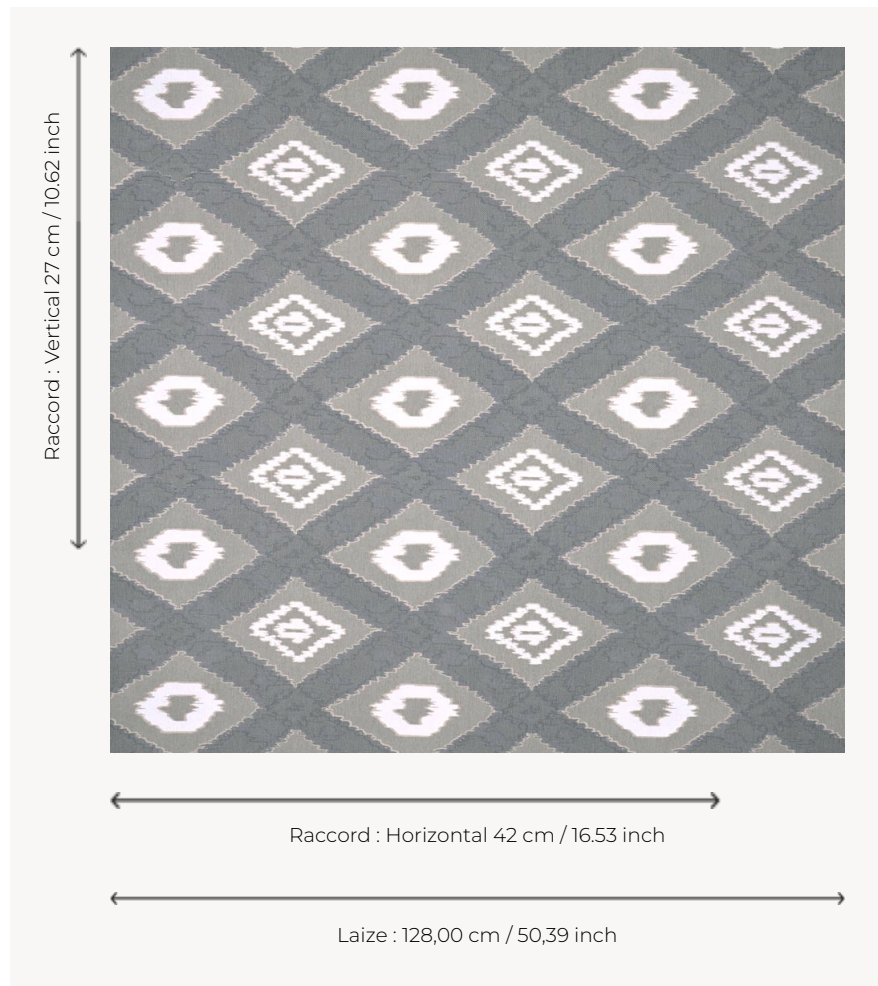 Raccord : Vertical 27 cm / 10.62 inch
Raccord : Horizontal 42 cm / 16.53 inch
Laize : 128,00 cm / 50,39 inch